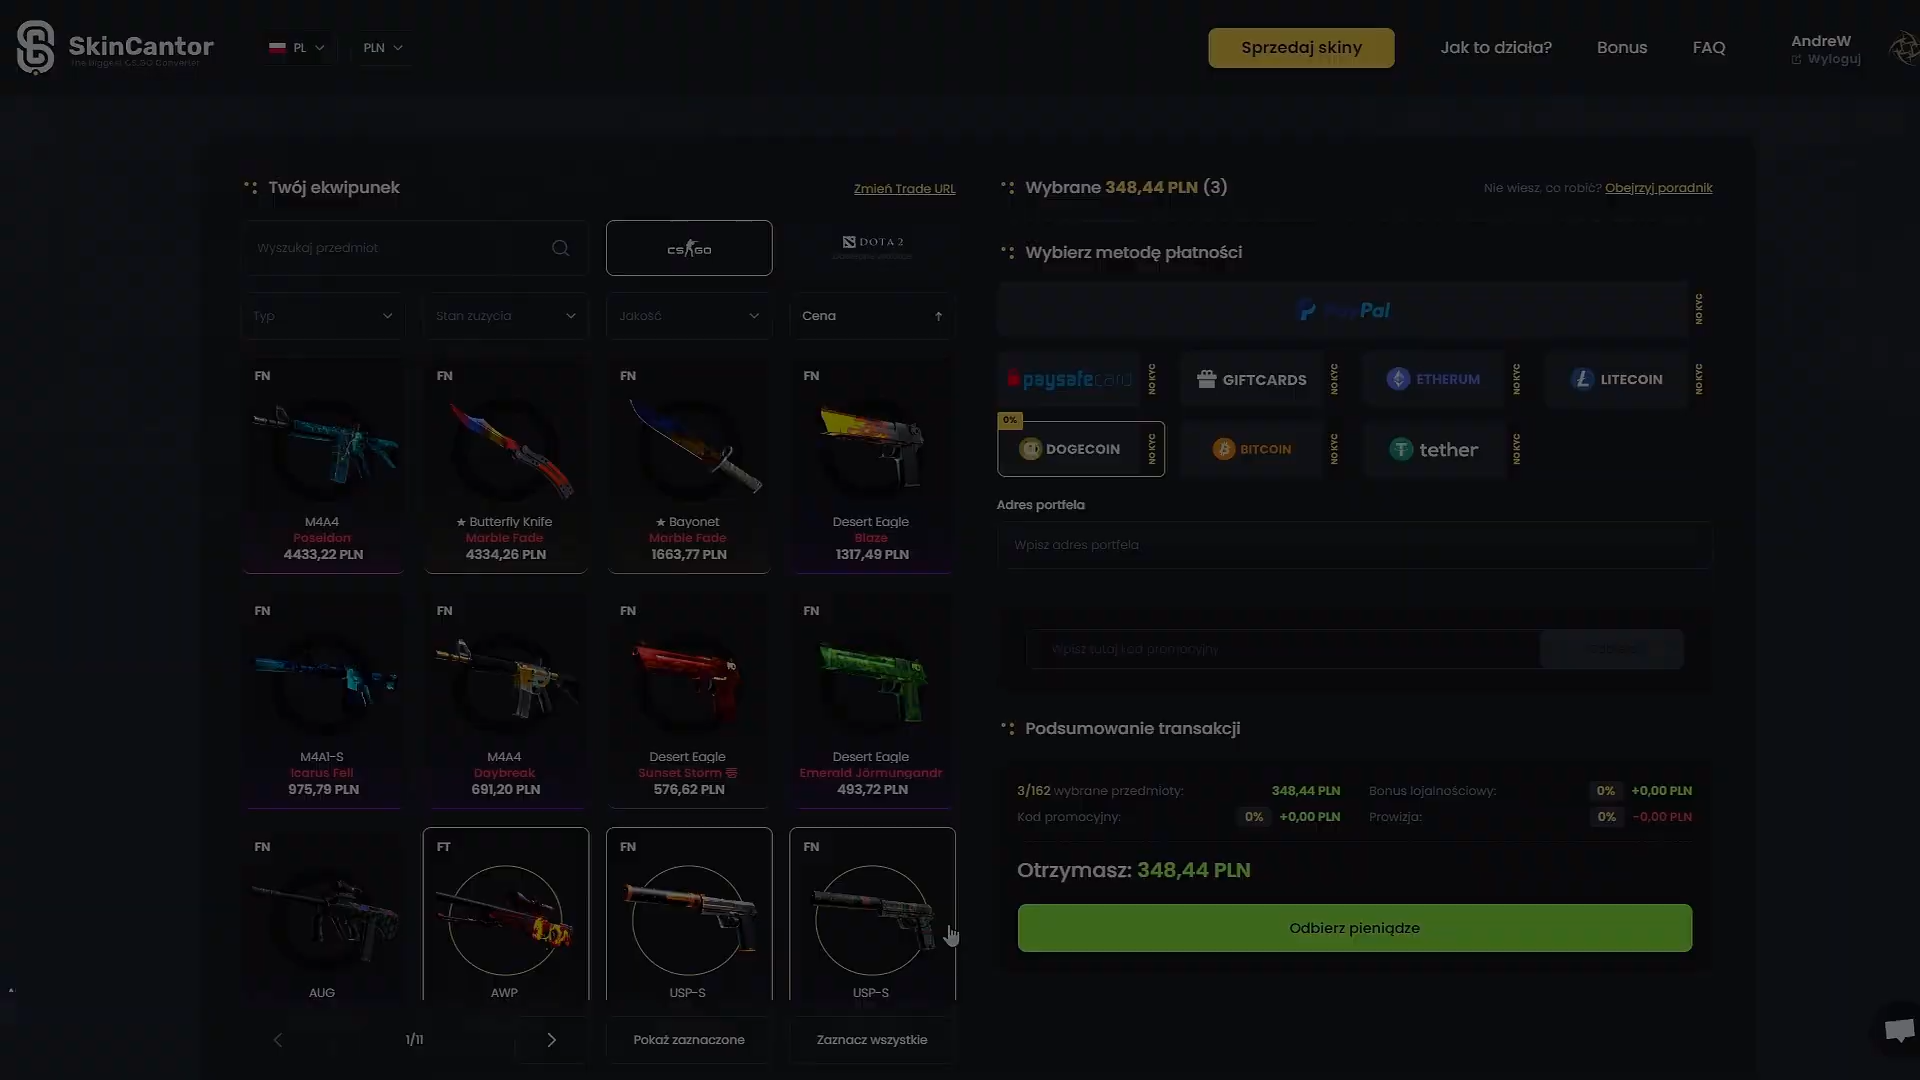 SkinCantor
The Biggest CS:GO Converter
PL
PLN
Sprzedaj skiny
Jak to działa?
Bonus
FAQ
AndreW
Wyloguj
Twój ekwipunek
Zmień Trade URL
Wyszukaj przedmiot
CS:GO
DOTA 2
Typ
Stan zużycia
Jakość
Cena
FN
M4A4
Poseidon
4433,22 PLN
FN
★ Butterfly Knife
Marble Fade
4334,26 PLN
FN
★ Bayonet
Marble Fade
1663,77 PLN
FN
Desert Eagle
Blaze
1317,49 PLN
FN
M4A1-S
Icarus Fell
975,79 PLN
FN
M4A4
Daybreak
691,20 PLN
FN
Desert Eagle
Sunset Storm 壱
576,62 PLN
FN
Desert Eagle
Emerald Jörmungandr
493,72 PLN
FN
AUG
FT
AWP
FN
USP-S
FN
USP-S
1/11
Pokaż zaznaczone
Zaznacz wszystkie
Wybrane 348,44 PLN (3)
Nie wiesz, co robić? Obejrzyj poradnik
Wybierz metodę płatności
PayPal
NO KYC
paysafecard
NO KYC
GIFTCARDS
NO KYC
ETHERUM
NO KYC
LITECOIN
NO KYC
0%
DOGECOIN
NO KYC
BITCOIN
NO KYC
tether
NO KYC
Adres portfela
Wpisz adres portfela
Wpisz tutaj kod promocyjny
Podsumowanie transakcji
3/162 wybrane przedmioty:
348,44 PLN
Bonus lojalnościowy:
0% +0,00 PLN
Kod promocyjny:
0% +0,00 PLN
Prowizja:
0% -0,00 PLN
Otrzymasz: 348,44 PLN
Odbierz pieniądze